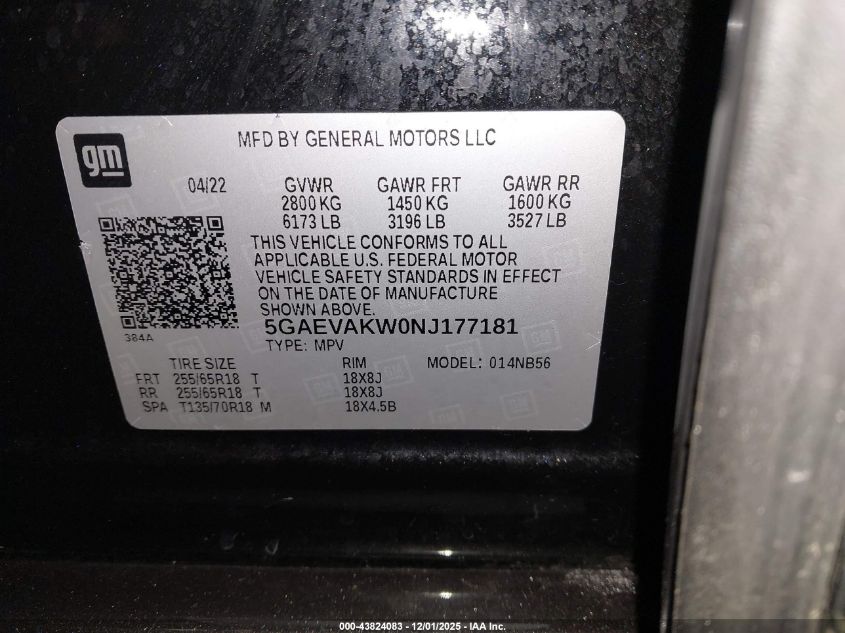 gm
MFD BY GENERAL MOTORS LLC
04/22 GVWR GAWR FRT GAWR RR
2800 KG 1450 KG 1600 KG
6173 LB 3196 LB 3527 LB
THIS VEHICLE CONFORMS TO ALL
APPLICABLE U.S. FEDERAL MOTOR
VEHICLE SAFETY STANDARDS IN EFFECT
ON THE DATE OF MANUFACTURE
SHOWN ABOVE.
384A
5GAEVAKW0NJ177181
TYPE: MPV
TIRE SIZE RIM MODEL: 014NB56
FRT 255/65R18 T 18X8J
RR 255/65R18 T 18X8J
SPA T135/70R18 M 18X4.5B
000-43824083 - 12/01/2025 - IAA Inc.